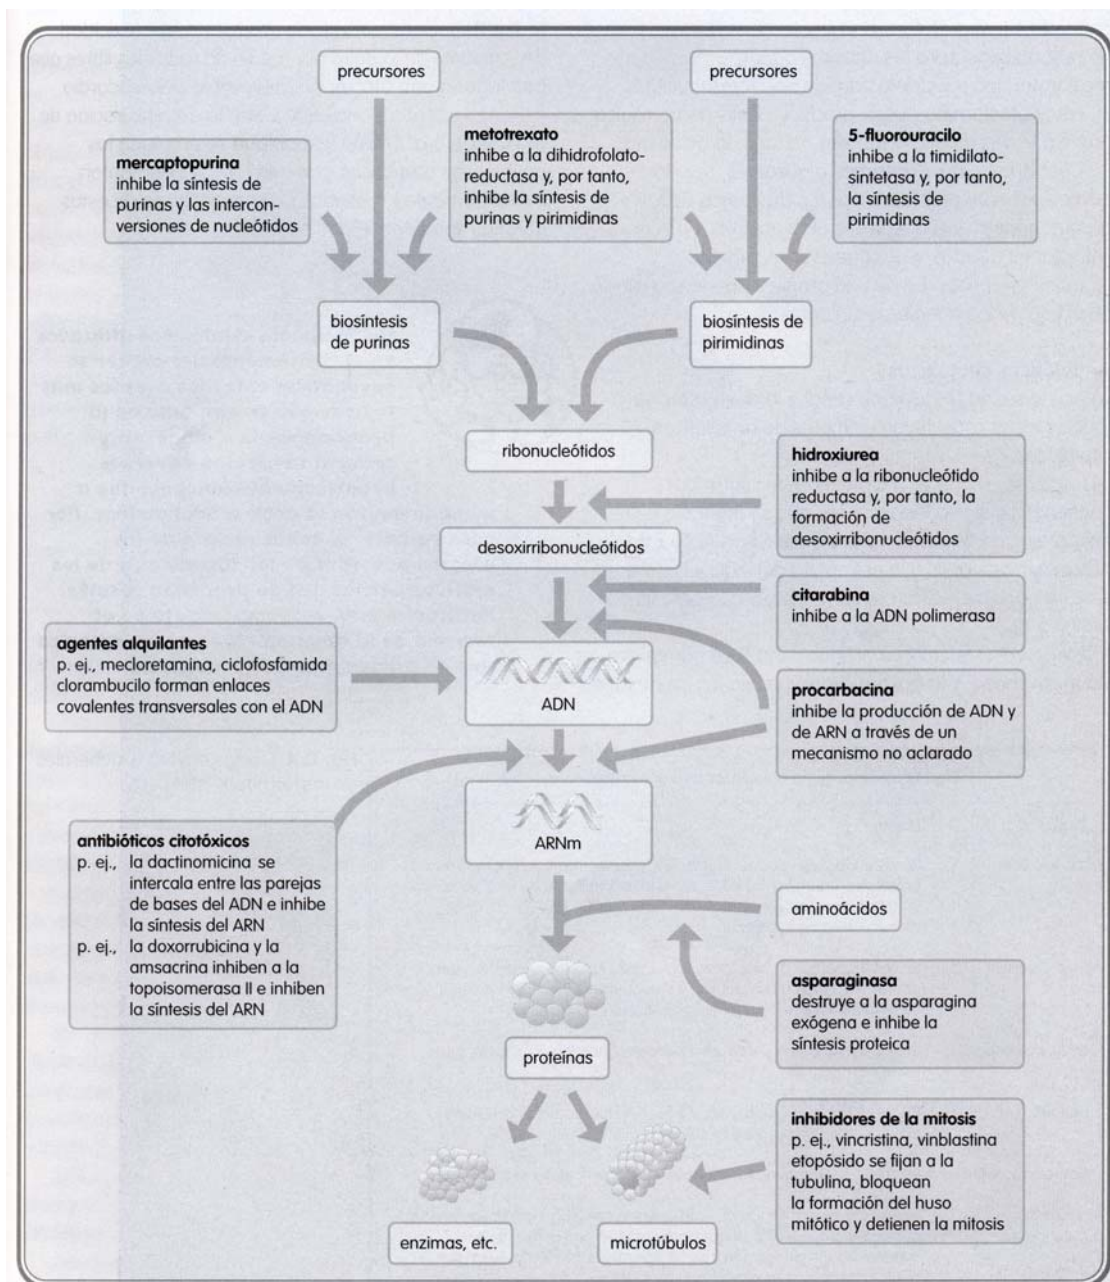 precursores
precursores
mercaptopurina
inhibe la síntesis de
purinas y las intercon-
versiones de nucleótidos
metotrexato
inhibe a la dihidrofolato-
reductasa y, por tanto,
inhibe la síntesis de
purinas y pirimidinas
5-fluorouracilo
inhibe a la timidilato-
sintetasa y, por tanto,
la síntesis de
pirimidinas
biosíntesis
de purinas
biosíntesis de
pirimidinas
ribonucleótidos
hidroxiurea
inhibe a la ribonucleótido
reductasa y, por tanto, la
formación de
desoxirribonucleótidos
desoxirribonucleótidos
citarabina
inhibe a la ADN polimerasa
agentes alquilantes
p. ej., mecloretamina, ciclofosfamida
clorambucilo forman enlaces
covalentes transversales con el ADN
ADN
procarbacina
inhibe la producción de ADN y
de ARN a través de un
mecanismo no aclarado
ARNm
antibióticos citotóxicos
p. ej., la dactinomicina se
intercala entre las parejas
de bases del ADN e inhibe
la síntesis del ARN
p. ej., la doxorrubicina y la
amsacrina inhiben a la
topoisomerasa II e inhiben
la síntesis del ARN
aminoácidos
asparaginasa
destruye a la asparagina
exógena e inhibe la
síntesis proteica
proteínas
inhibidores de la mitosis
p. ej., vincristina, vinblastina
etopósido se fijan a la
tubulina, bloquean
la formación del huso
mitótico y detienen la mitosis
enzimas, etc.
microtúbulos